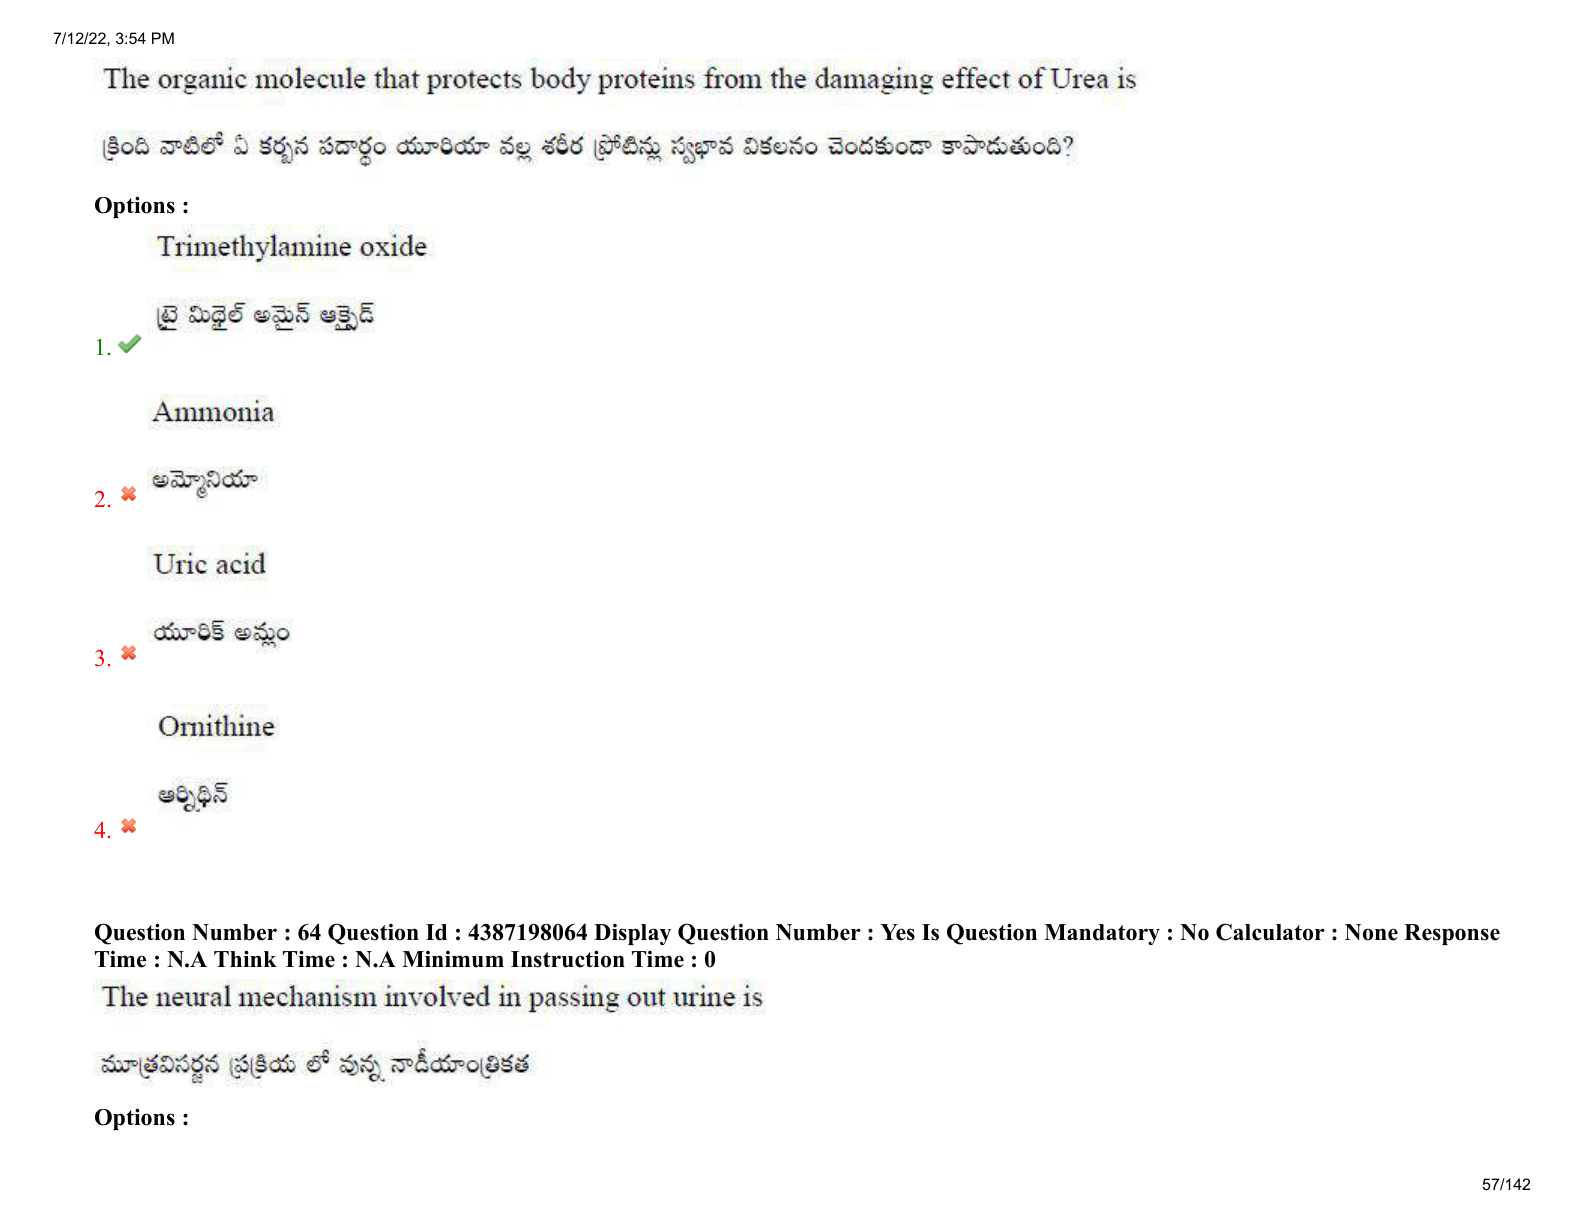 7/12/22, 3:54 PM
The organic molecule that protects body proteins from the damaging effect of Urea is
క్రింది వాటిలో ఏ కర్బన పదార్థం యూరియా వల్ల శరీర ప్రోటీన్లు స్వభావ వికలనం చెందకుండా కాపాడుతుంది?
Options :
Trimethylamine oxide
ట్రై మిథైల్ అమైన్ ఆక్సైడ్
1.
Ammonia
అమ్మోనియా
2.
Uric acid
యూరిక్ అమ్లం
3.
Ornithine
ఆర్నిథిన్
4.
Question Number : 64 Question Id : 4387198064 Display Question Number : Yes Is Question Mandatory : No Calculator : None Response
Time : N.A Think Time : N.A Minimum Instruction Time : 0
The neural mechanism involved in passing out urine is
మూత్రవిసర్జన ప్రక్రియ లో వున్న నాడీయాంత్రికత
Options :
57/142